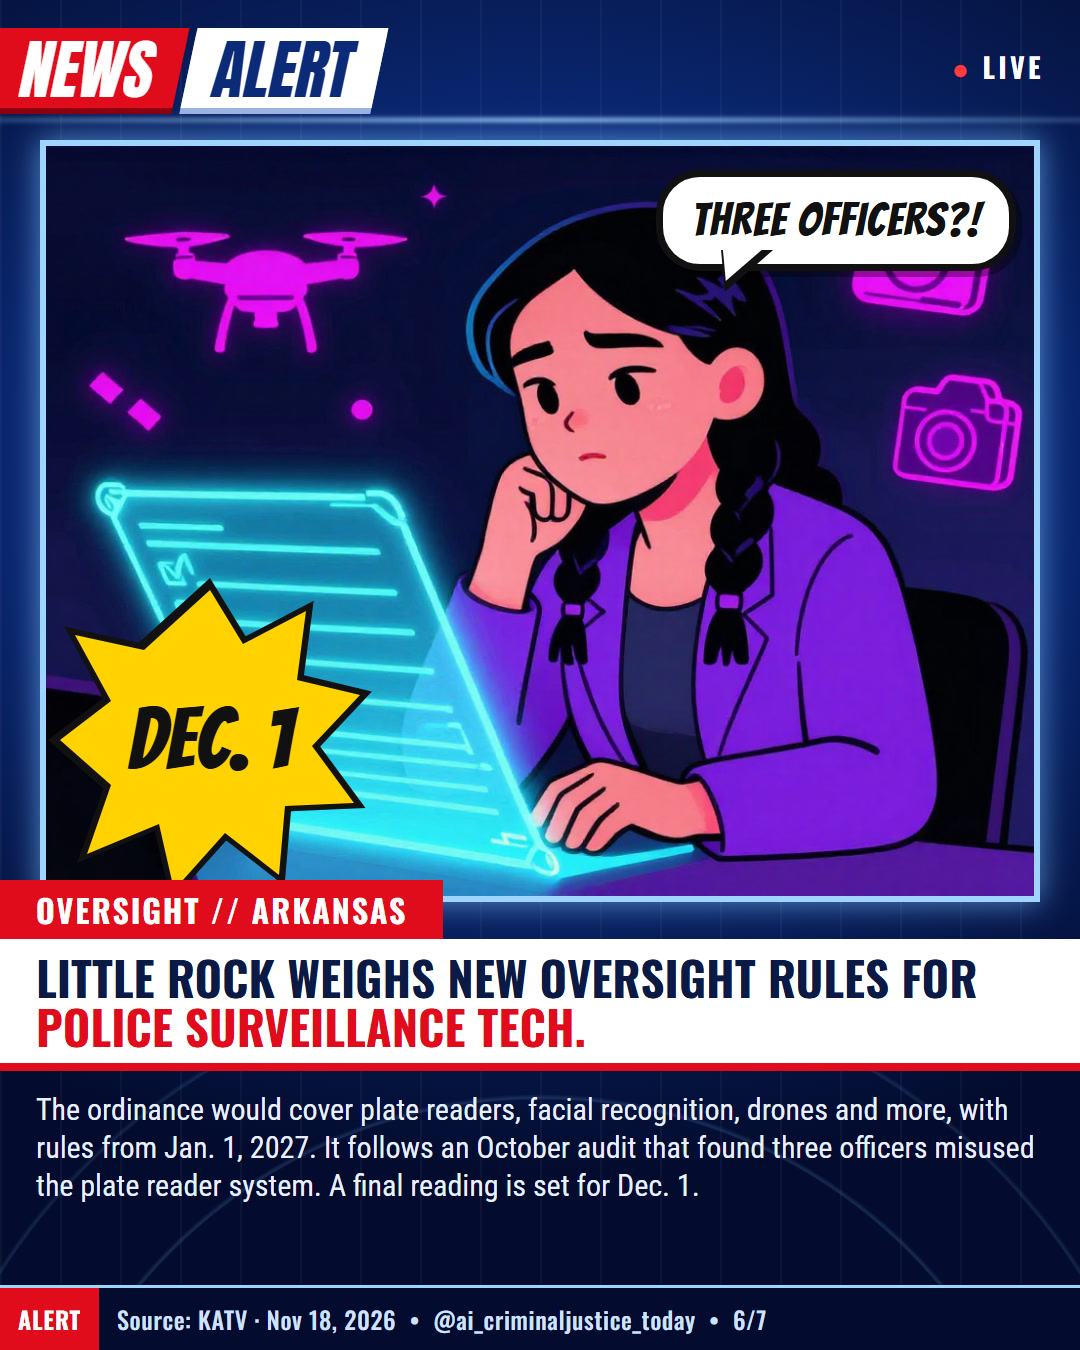 NEWS ALERT
LIVE
THREE OFFICERS?!
DEC. 1
OVERSIGHT // ARKANSAS
LITTLE ROCK WEIGHS NEW OVERSIGHT RULES FOR
POLICE SURVEILLANCE TECH.
The ordinance would cover plate readers, facial recognition, drones and more, with
rules from Jan. 1, 2027. It follows an October audit that found three officers misused
the plate reader system. A final reading is set for Dec. 1.
ALERT Source: KATV · Nov 18, 2026 • @ai_criminaljustice_today • 6/7